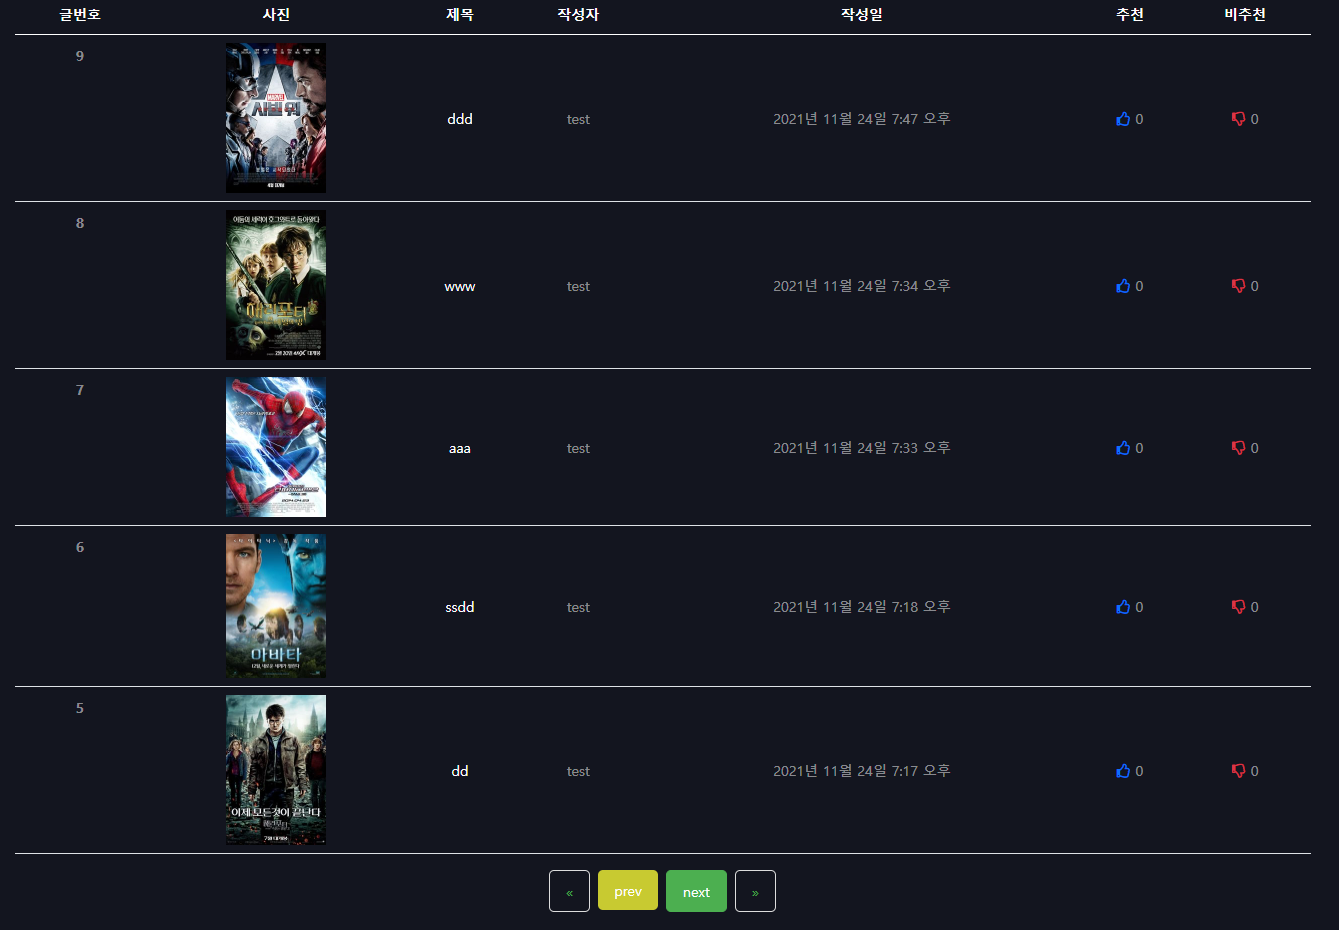 글번호 사진 제목 작성자 작성일 추천 비추천
9
MARVEL
시빌 워
ddd test 2021년 11월 24일 7:47 오후 0 0
8
www test 2021년 11월 24일 7:34 오후 0 0
7
aaa test 2021년 11월 24일 7:33 오후 0 0
6
아바타
ssdd test 2021년 11월 24일 7:18 오후 0 0
5
이제 모든 것이 끝난다
dd test 2021년 11월 24일 7:17 오후 0 0
« prev next »